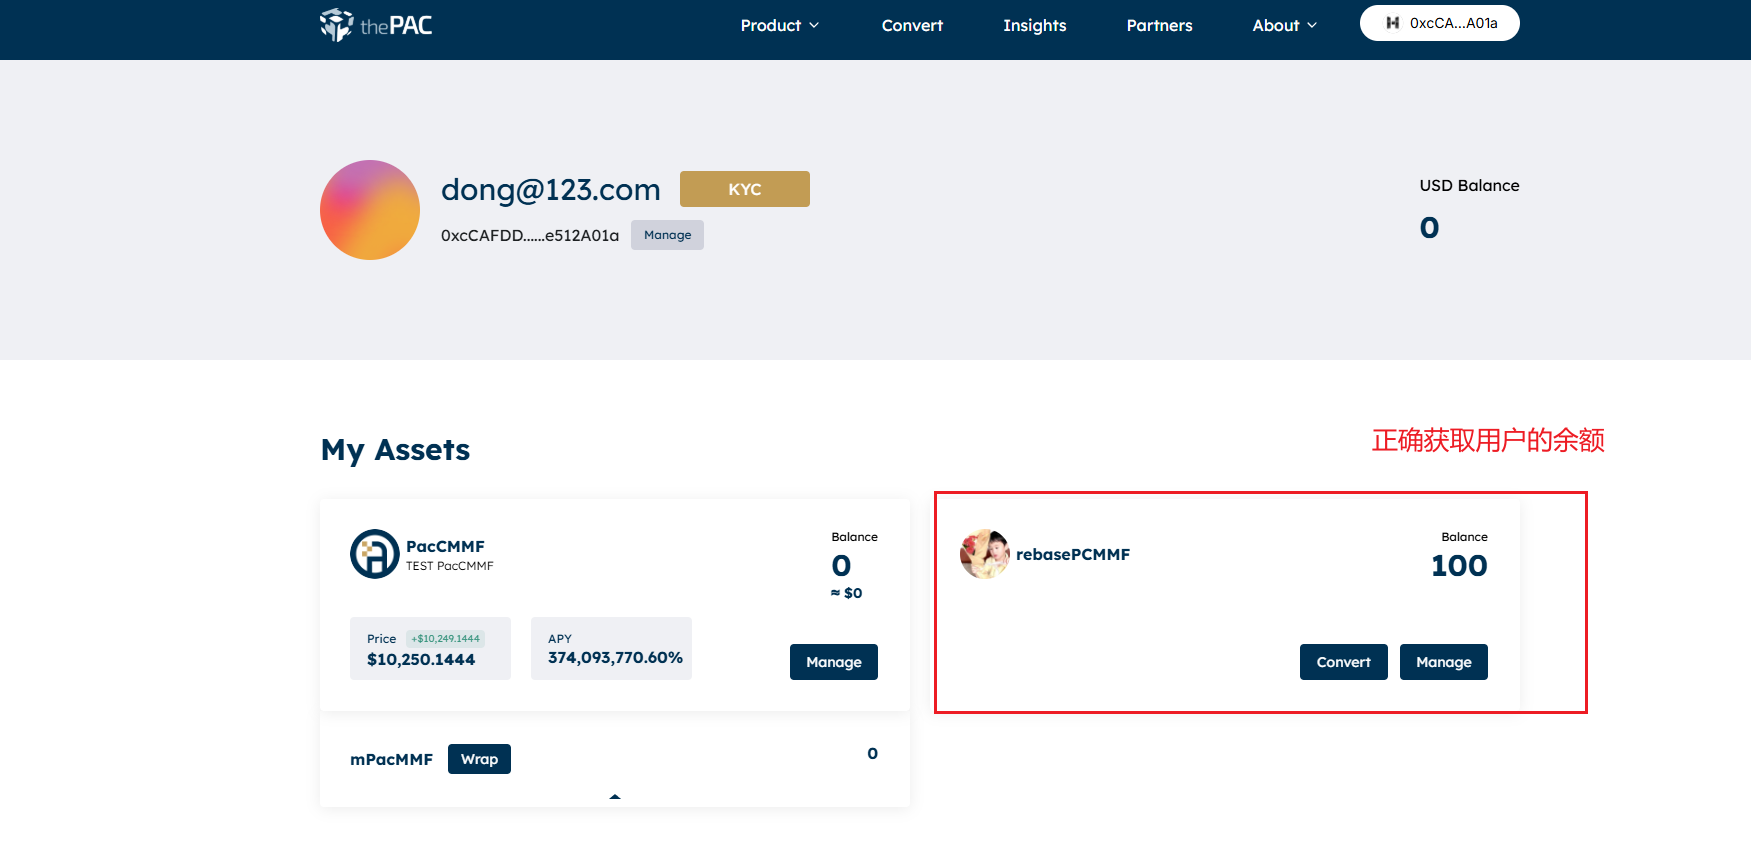 thePAC
Product
Convert
Insights
Partners
About
0xcCA...A01a
dong@123.com
KYC
0xcCAFDD......e512A01a
Manage
USD Balance
0
My Assets
正确获取用户的余额
PacCMMF
TEST PacCMMF
Balance
0
≈ $0
Price +$10,249.1444
$10,250.1444
APY
374,093,770.60%
Manage
mPacMMF
Wrap
0
rebasePCMMF
Balance
100
Convert
Manage